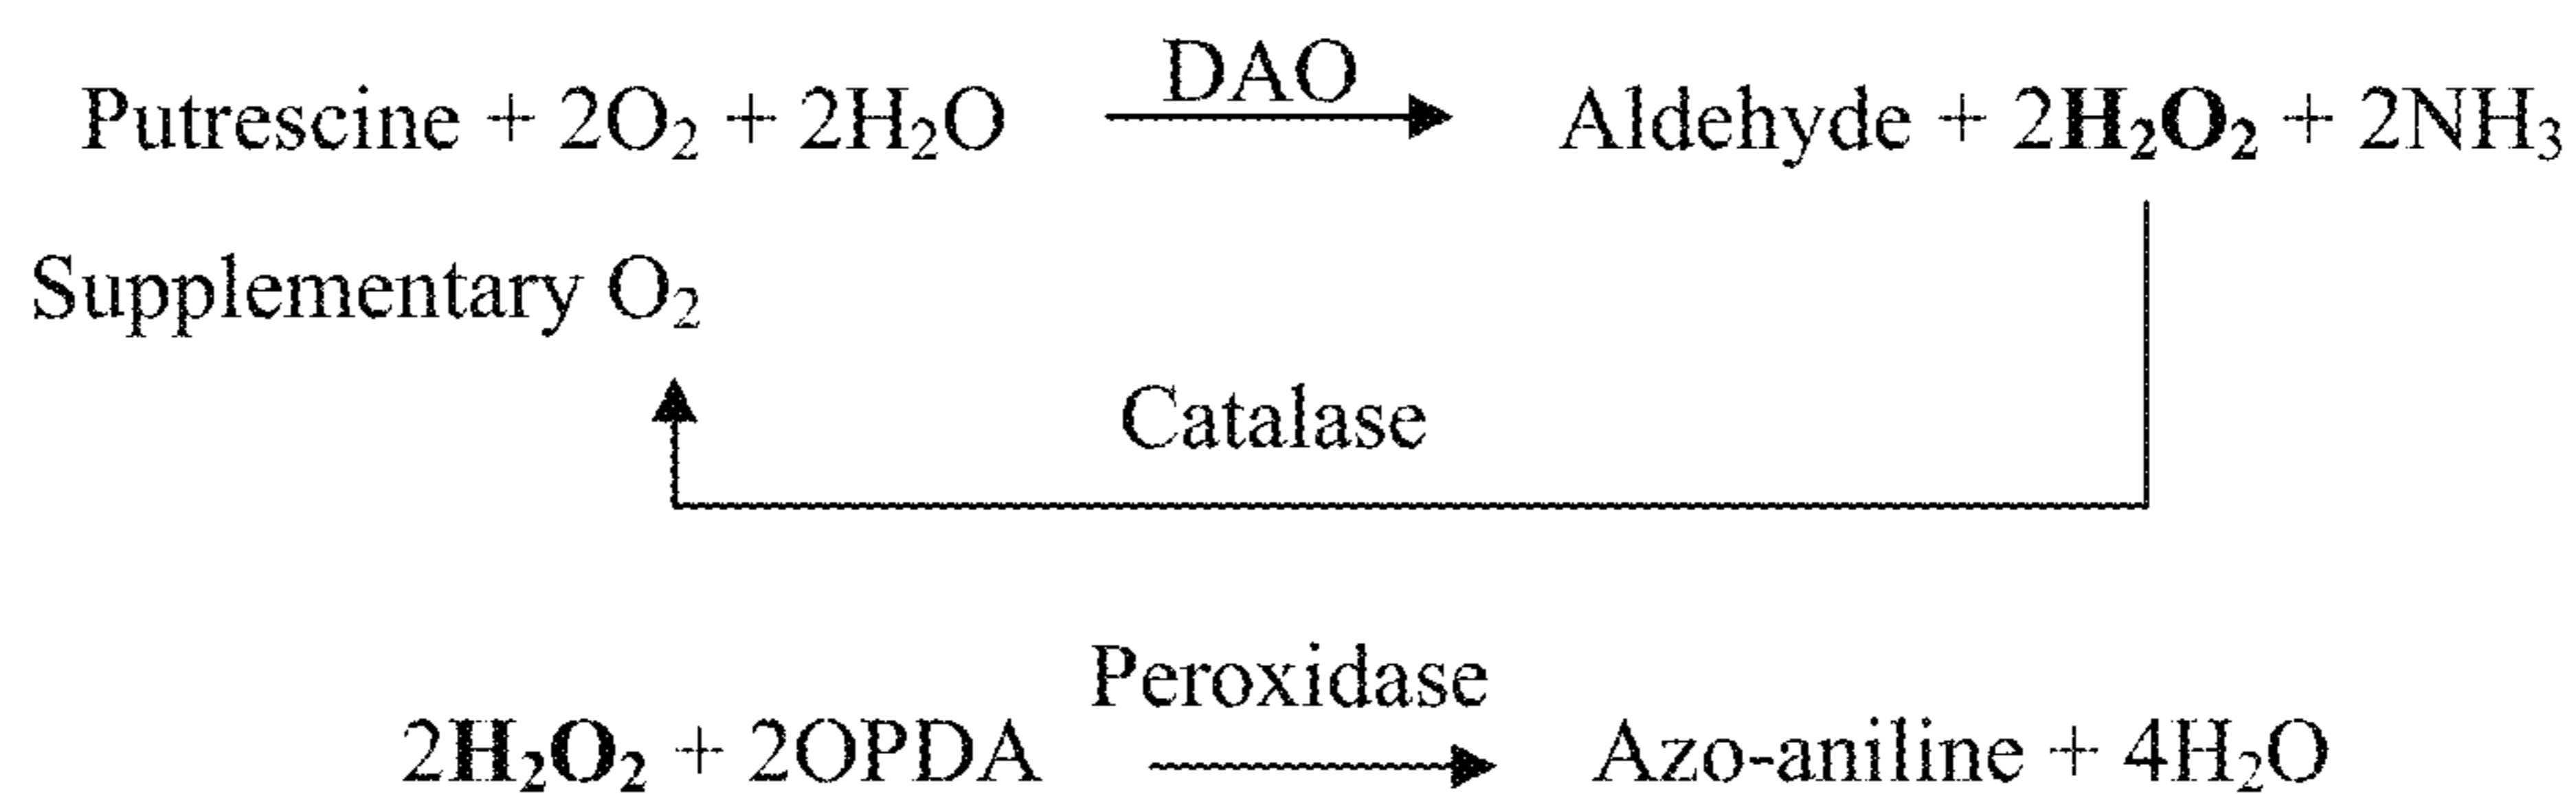 DAO
Putrescine + 2O₂ + 2H₂O Aldehyde + 2H₂O₂ + 2NH₃
Supplementary O₂
Catalase
Peroxidase
2H₂O₂ + 2OPDA Azo-aniline + 4H₂O